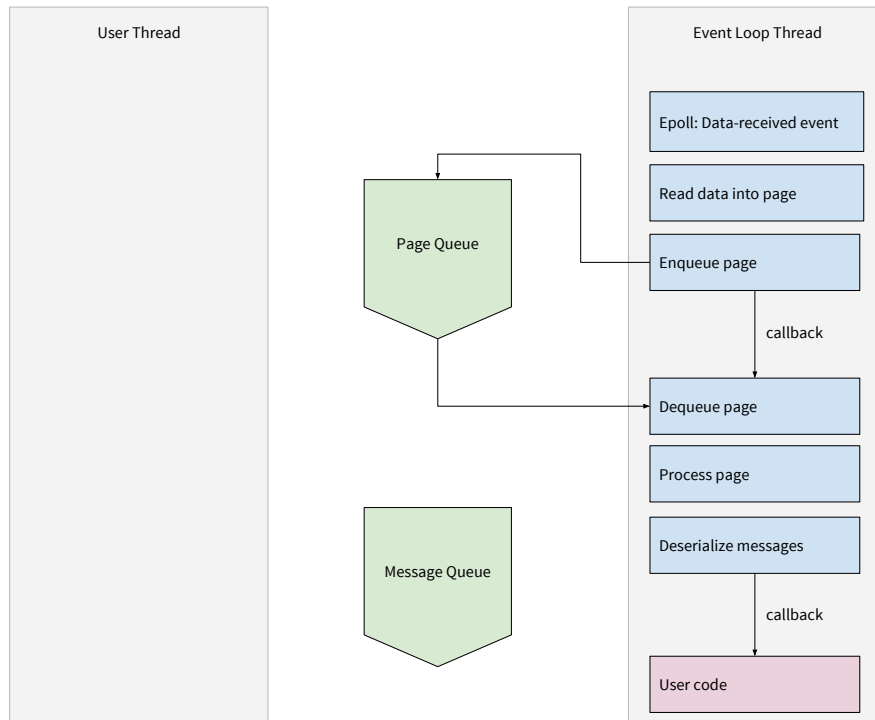 User Thread
Event Loop Thread
Epoll: Data-received event
Read data into page
Page Queue
Enqueue page
callback
Dequeue page
Process page
Message Queue
Deserialize messages
callback
User code